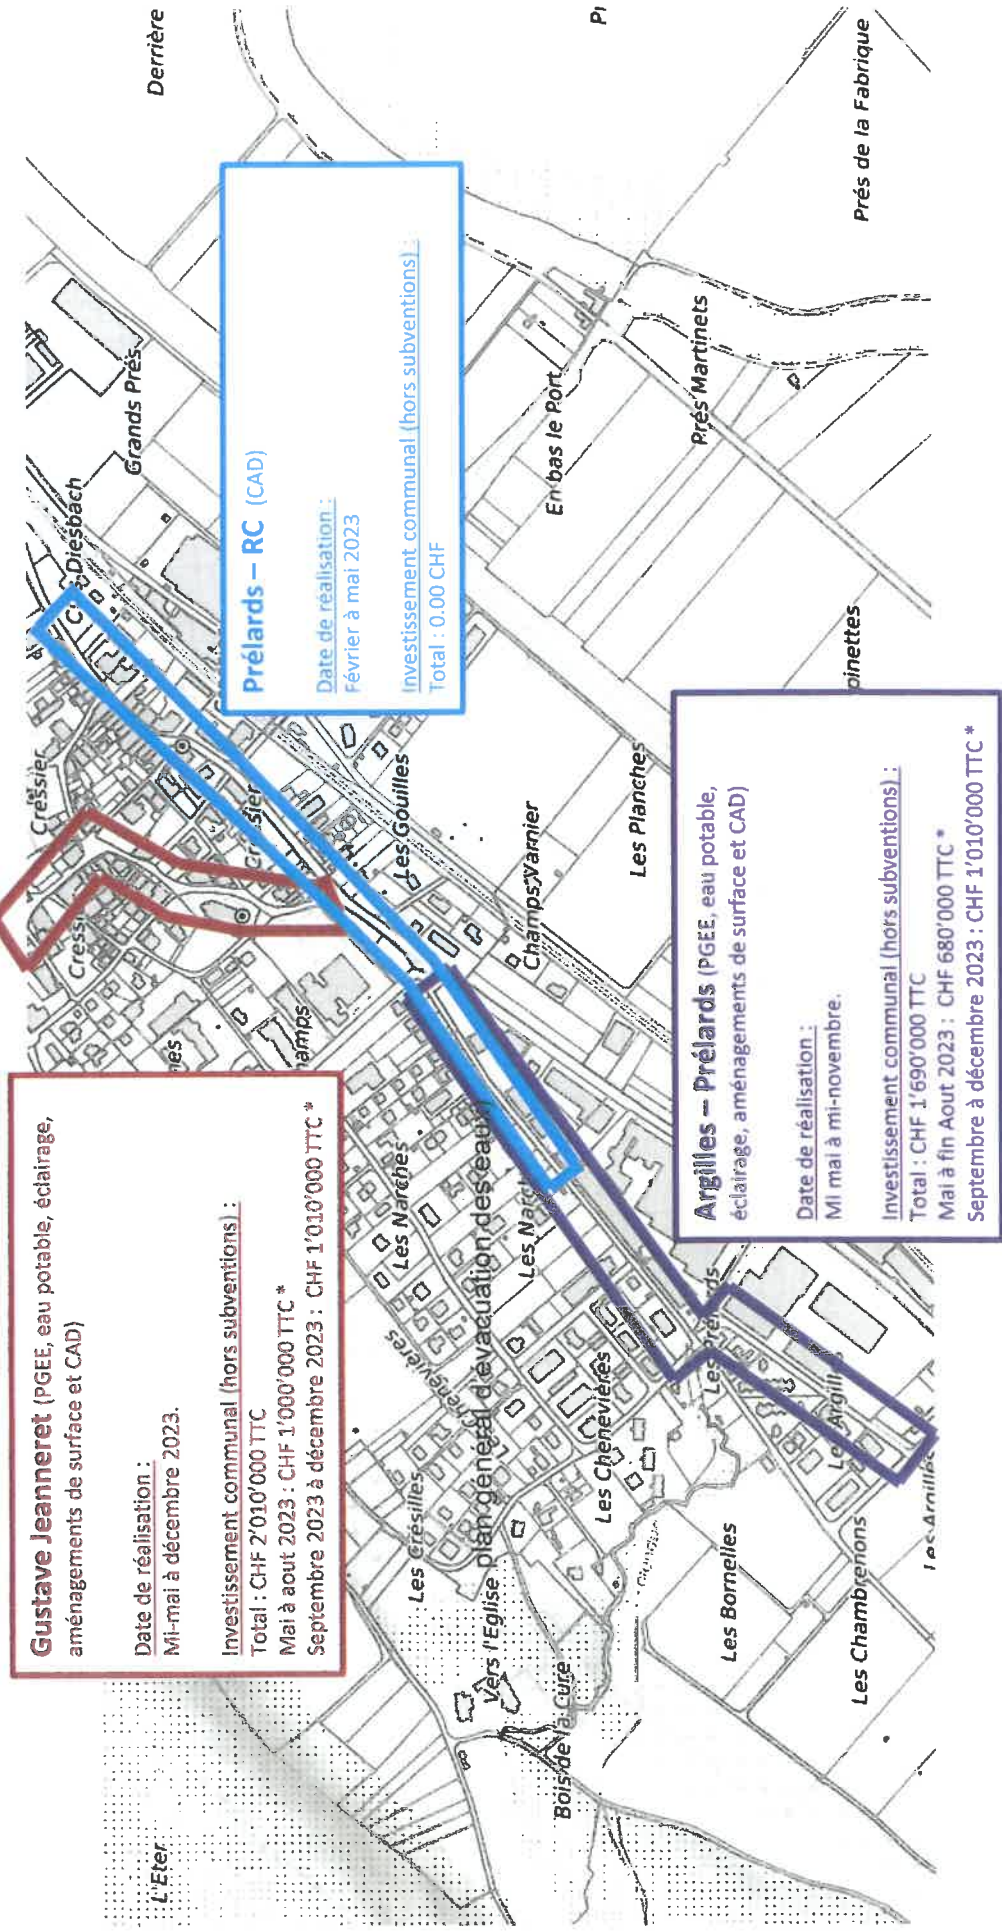 Gustave Jeanneret (PGEE, eau potable, éclairage,
aménagements de surface et CAD)
Date de réalisation :
Mi-mai à décembre 2023.
Investissement communal (hors subventions) :
Total : CHF 2'010'000 TTC
Mai à aout 2023 : CHF 1'000'000 TTC *
Septembre 2023 à décembre 2023 : CHF 1'010'000 TTC *
Prélards – RC (CAD)
Date de réalisation :
Février à mai 2023
Investissement communal (hors subventions) :
Total : 0.00 CHF
Argilles – Prélards (PGEE, eau potable,
éclairage, aménagements de surface et CAD)
Date de réalisation :
Mi mai à mi-novembre.
Investissement communal (hors subventions) :
Total : CHF 1'690'000 TTC
Mai à fin Aout 2023 : CHF 680'000 TTC *
Septembre à décembre 2023 : CHF 1'010'000 TTC *
plan général d'évacuation des eaux)
L'Eter
Cressier
Derrière
Grands Prés
Diesbach
Les Gouilles
Champs Varnier
Les Planches
En bas le Port
Prés Martinets
Prés de la Fabrique
pinettes
Les Narches
Les Chenevières
Les Crésilles
Vers l'Eglise
Bois de la Cure
Les Chenevières
Les Bornelles
Les Chambrenons